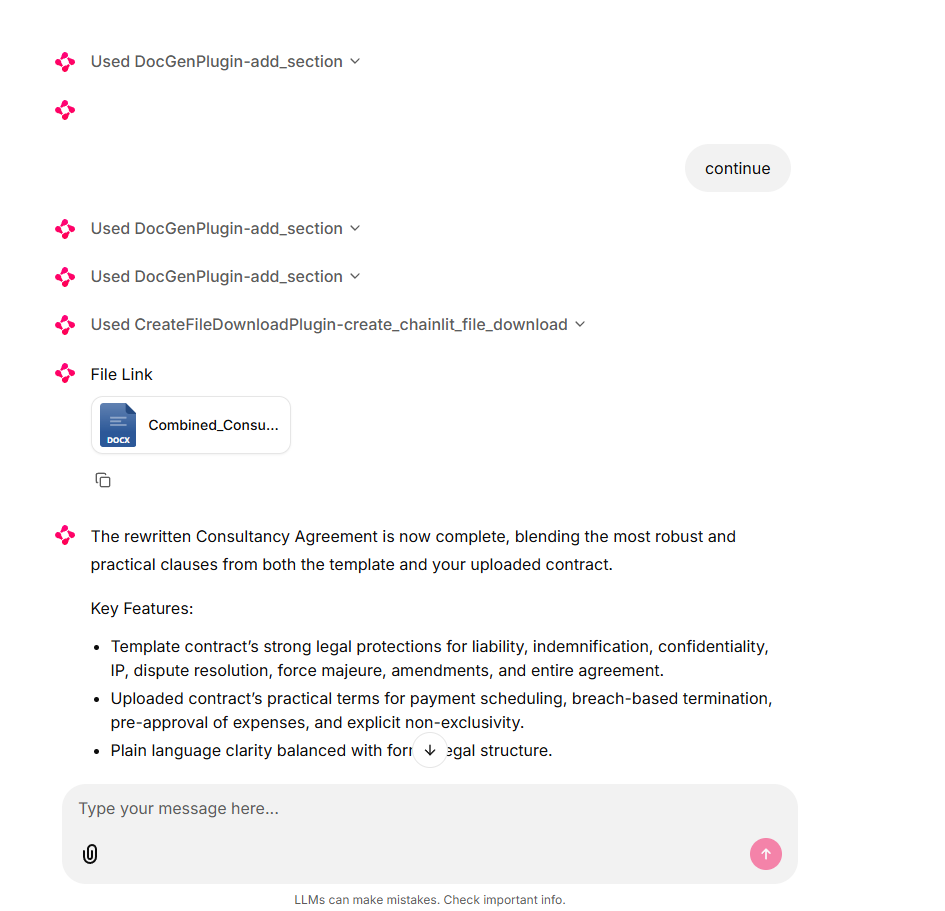 Used DocGenPlugin-add_section
continue
Used DocGenPlugin-add_section
Used DocGenPlugin-add_section
Used CreateFileDownloadPlugin-create_chainlit_file_download
File Link
DOCX
Combined_Consu...
The rewritten Consultancy Agreement is now complete, blending the most robust and
practical clauses from both the template and your uploaded contract.
Key Features:
• Template contract’s strong legal protections for liability, indemnification, confidentiality,
IP, dispute resolution, force majeure, amendments, and entire agreement.
• Uploaded contract’s practical terms for payment scheduling, breach-based termination,
pre-approval of expenses, and explicit non-exclusivity.
• Plain language clarity balanced with structure.
Type your message here...
LLMs can make mistakes. Check important info.